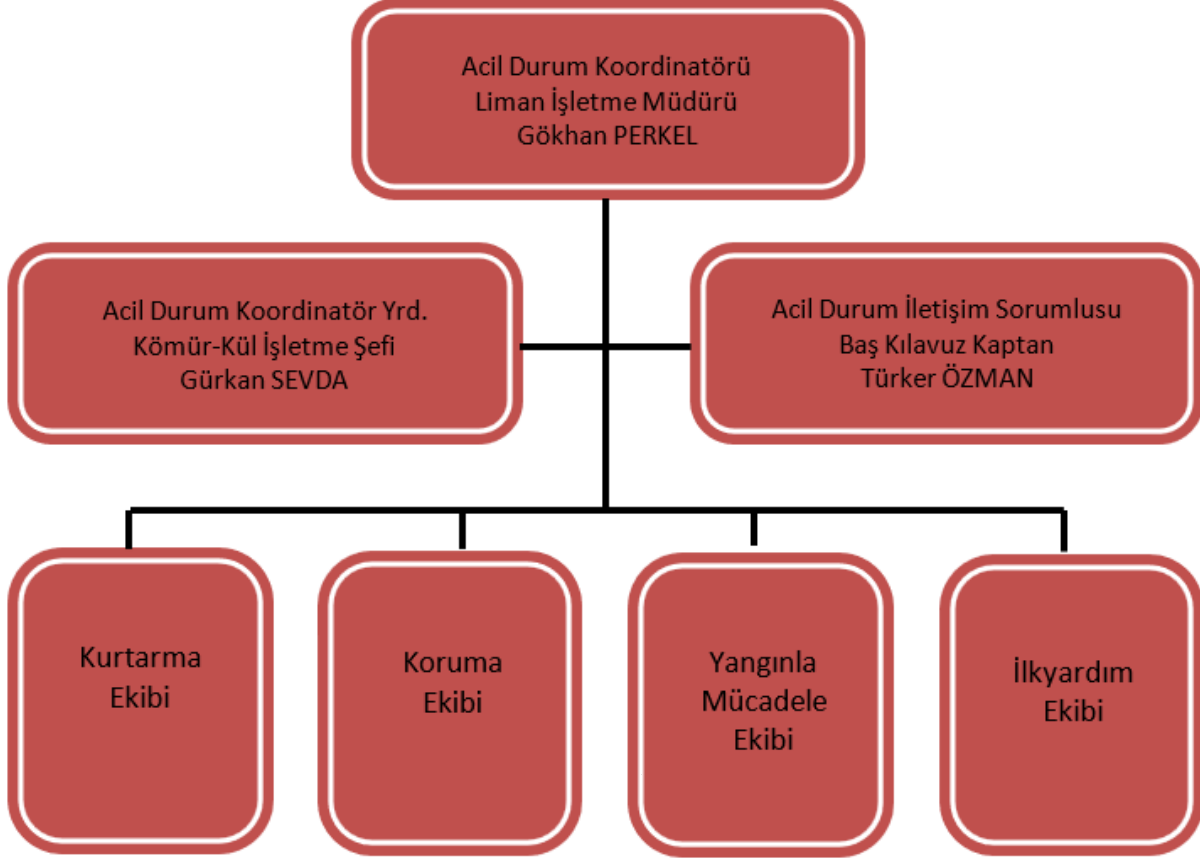 Acil Durum Koordinatörü
Liman İşletme Müdürü
Gökhan PERKEL
Acil Durum Koordinatör Yrd.
Kömür-Kül İşletme Şefi
Gürkan SEVDA
Acil Durum İletişim Sorumlusu
Baş Kılavuz Kaptan
Türker ÖZMAN
Kurtarma
Ekibi
Koruma
Ekibi
Yangınla
Mücadele
Ekibi
İlkyardım
Ekibi